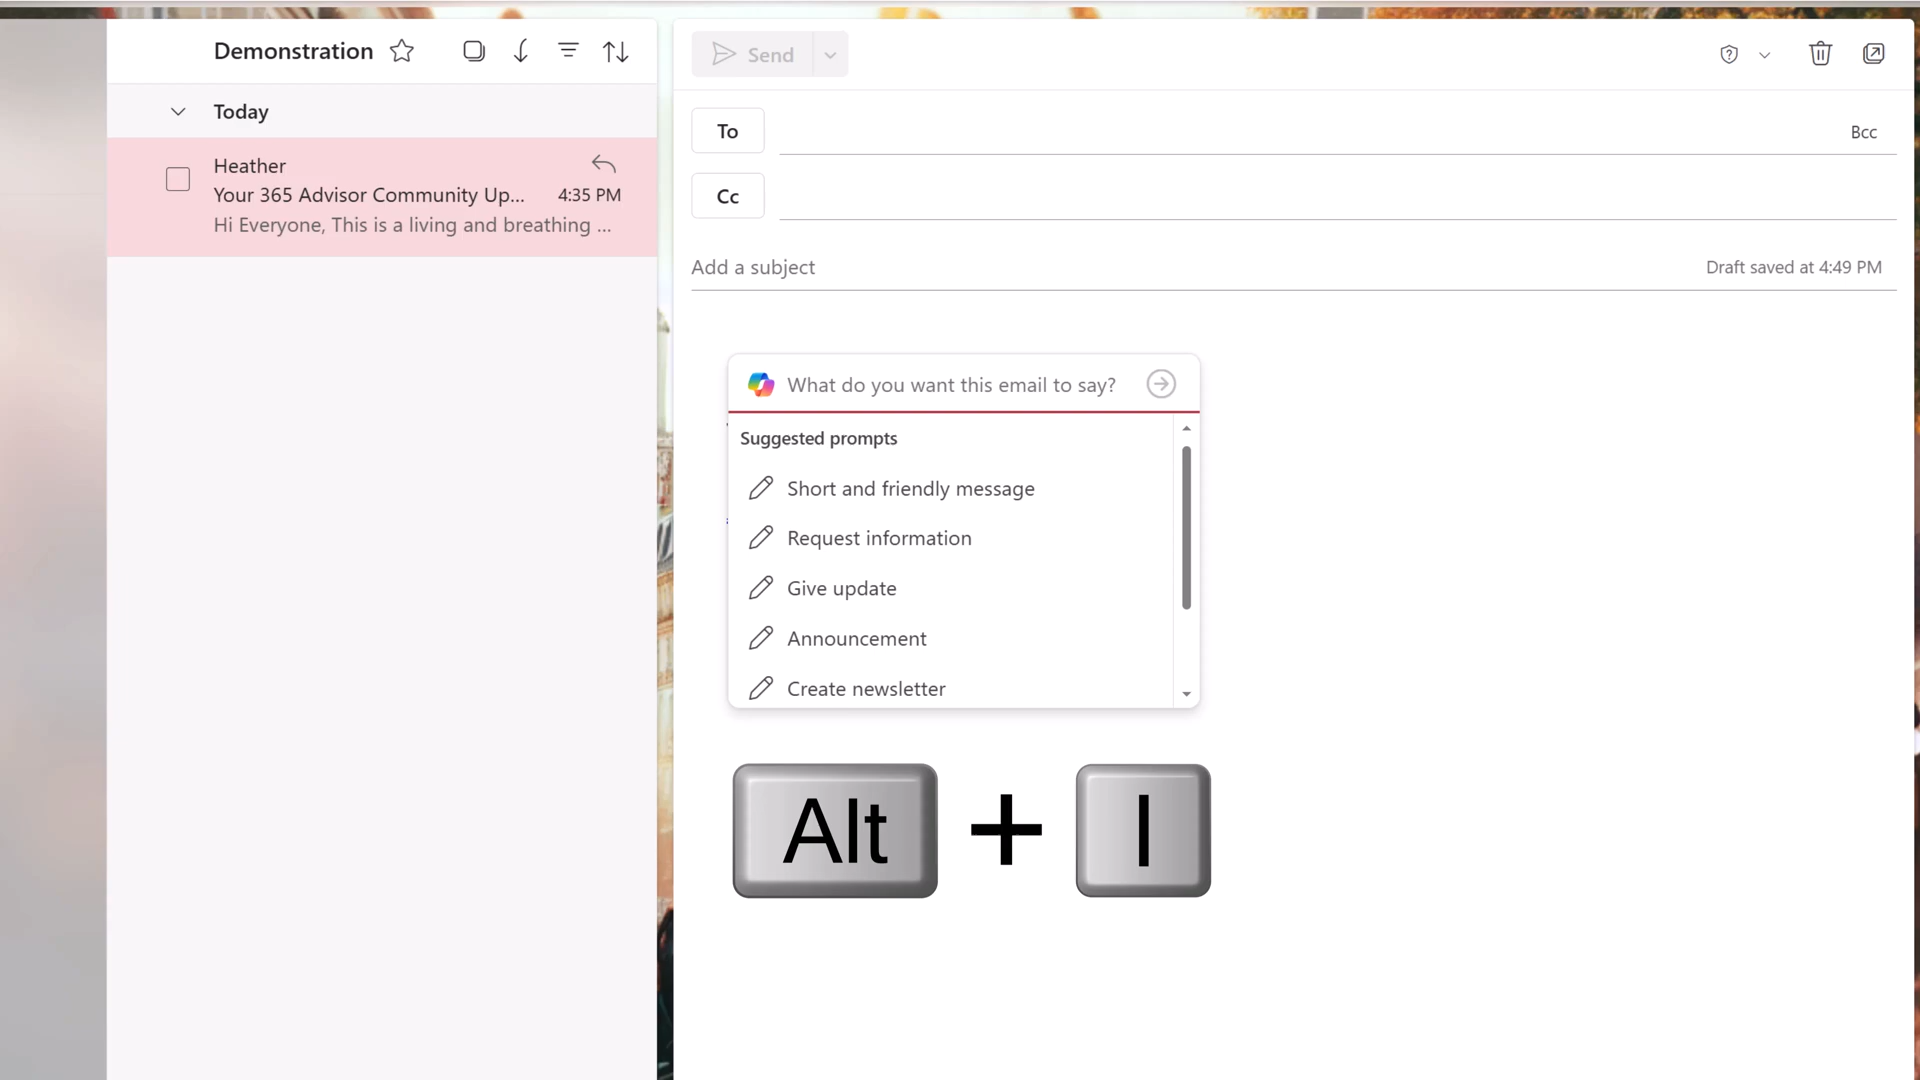 Demonstration
Today
Heather
Your 365 Advisor Community Up... 4:35 PM
Hi Everyone, This is a living and breathing ...
Send
To
Bcc
Cc
Add a subject
Draft saved at 4:49 PM
What do you want this email to say?
Suggested prompts
Short and friendly message
Request information
Give update
Announcement
Create newsletter
Alt + I